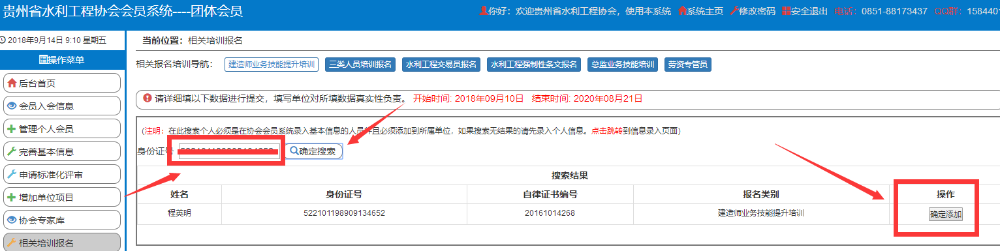 贵州省水利工程协会会员系统----团体会员
你好：欢迎贵州省水利工程协会，使用本系统 系统主页 修改密码 安全退出 电话：0851-88173437 QQ群：158440
2018年9月14日 9:10 星期五
操作菜单
后台首页
会员入会信息
管理个人会员
完善基本信息
申请标准化评审
增加单位项目
协会专家库
相关培训报名
当前位置：相关培训报名
相关报名培训导航： 建造师业务技能提升培训 三类人员培训报名 水利工程交易员报名 水利工程强制性条文报名 总监业务技能培训 劳资专管员
请详细填以下数据进行提交，填写单位对所填数据真实性负责。 开始时间: 2018年09月10日 结束时间: 2020年08月21日
（注明：在此搜索个人必须是在协会会员系统录入基本信息的人员并且必须添加到所属单位，如果搜索无结果的请先录入个人信息。点击跳转到信息录入页面）
身份证号 确定搜索
搜索结果
姓名 身份证号 自律证书编号 报名类别 操作
程英明 522101198909134652 20161014268 建造师业务技能提升培训 确定添加